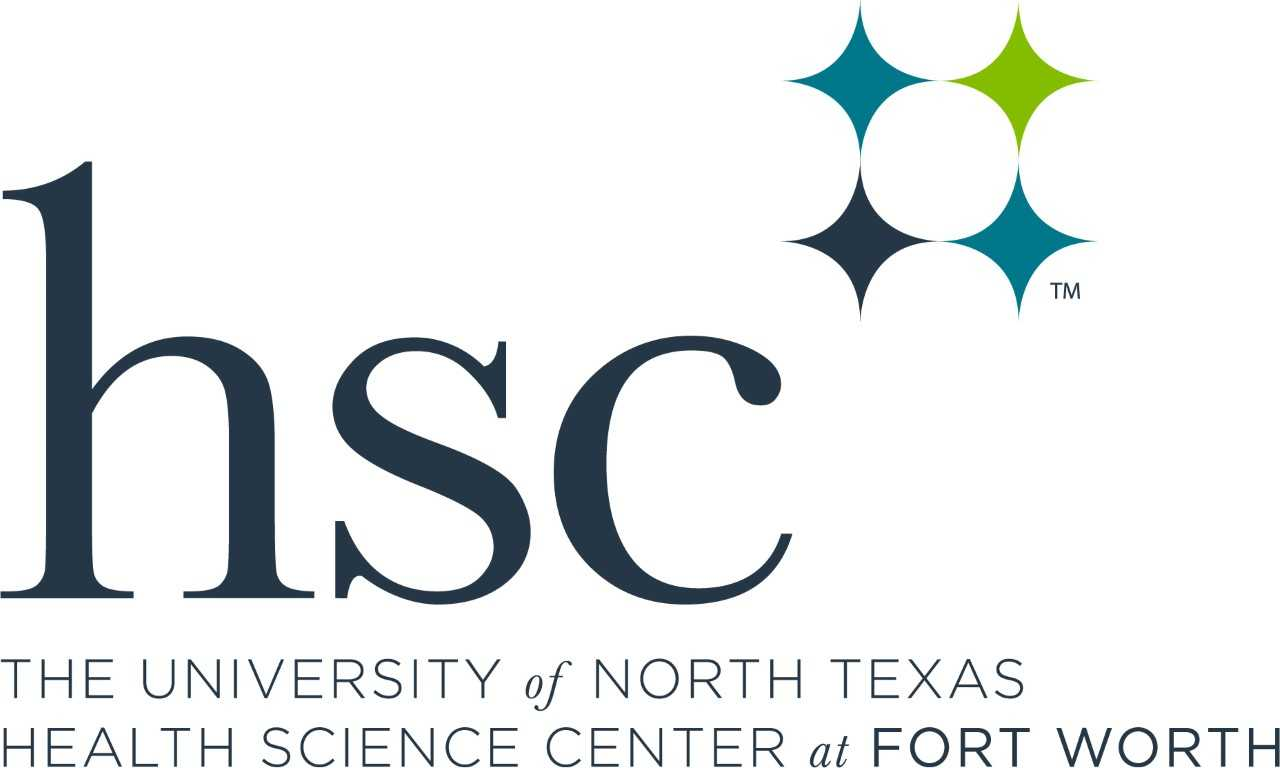 hsc
TM
THE UNIVERSITY of NORTH TEXAS
HEALTH SCIENCE CENTER at FORT WORTH